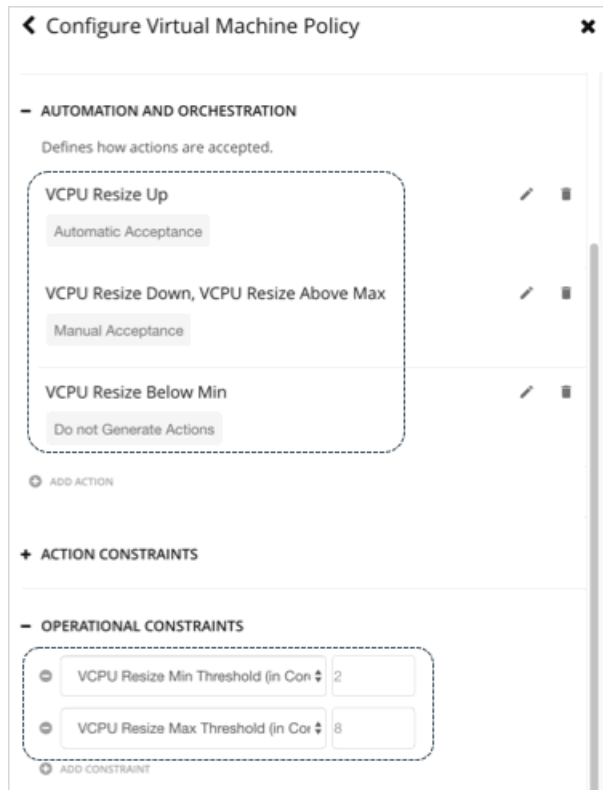 Configure Virtual Machine Policy
AUTOMATION AND ORCHESTRATION
Defines how actions are accepted.
VCPU Resize Up
Automatic Acceptance
VCPU Resize Down, VCPU Resize Above Max
Manual Acceptance
VCPU Resize Below Min
Do not Generate Actions
ADD ACTION
ACTION CONSTRAINTS
OPERATIONAL CONSTRAINTS
VCPU Resize Min Threshold (in Cor 2
VCPU Resize Max Threshold (in Cor 8
ADD CONSTRAINT